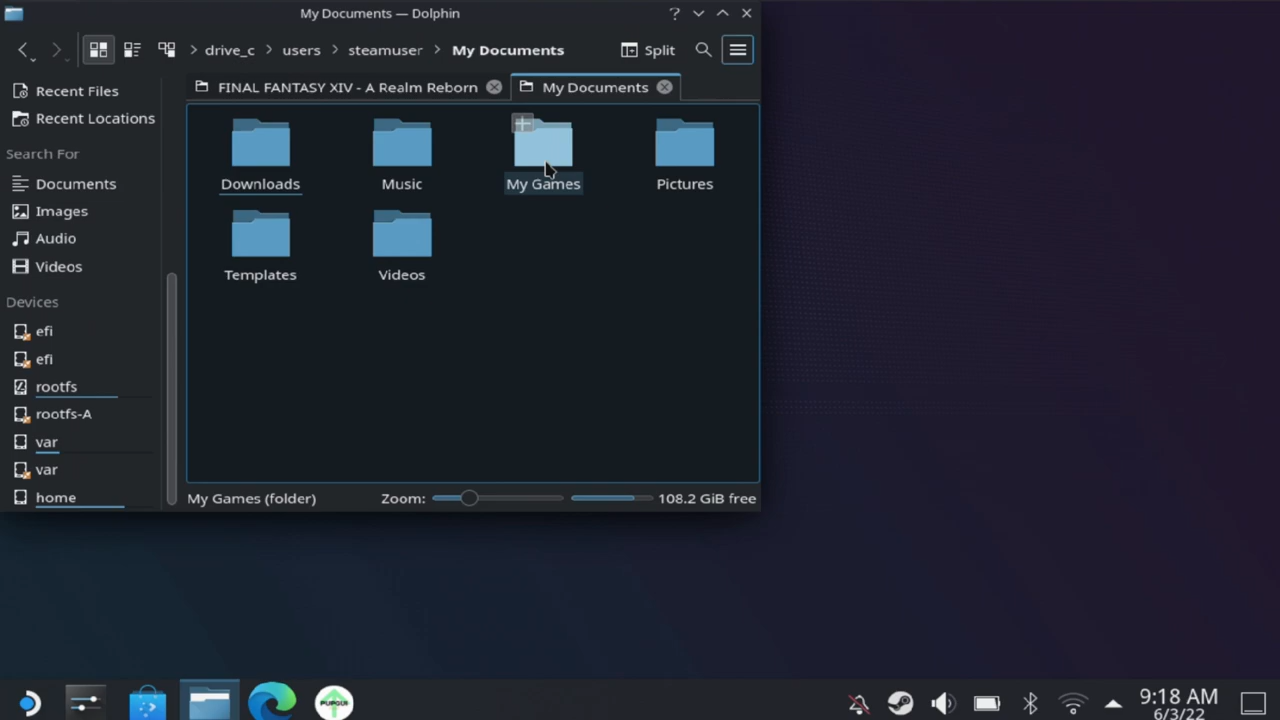 My Documents — Dolphin
drive_c > users > steamuser > My Documents Split
Recent Files
Recent Locations
Search For
Documents
Images
Audio
Videos
Devices
efi
efi
rootfs
rootfs-A
var
var
home
FINAL FANTASY XIV - A Realm Reborn
My Documents
Downloads
Music
My Games
Pictures
Templates
Videos
My Games (folder)
Zoom:
108.2 GiB free
PUPGUI
9:18 AM
6/3/22